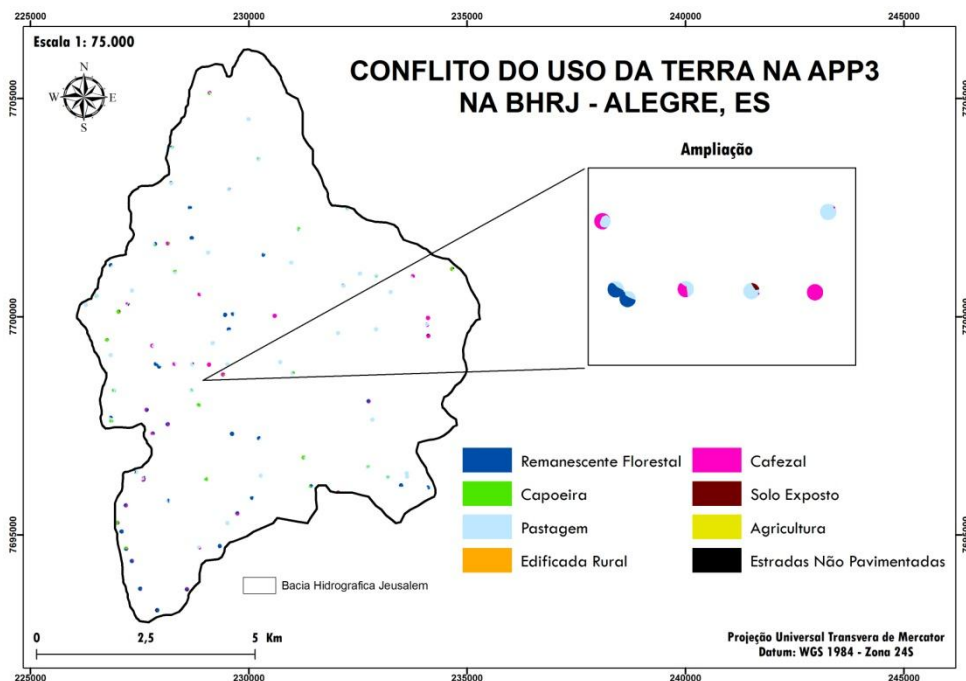 225000 230000 235000 240000 245000
Escala 1: 75.000
N
W E
S
CONFLITO DO USO DA TERRA NA APP3
NA BHRJ - ALEGRE, ES
Ampliação
7705000
7705000
7700000
7700000
7695000
7695000
Remanescente Florestal
Capoeira
Pastagem
Edificada Rural
Cafezal
Solo Exposto
Agricultura
Estradas Não Pavimentadas
Bacia Hidrografica Jeusalem
0 2,5 5 Km
Projeção Universal Transvera de Mercator
Datum: WGS 1984 - Zona 24S
225000 230000 235000 240000 245000